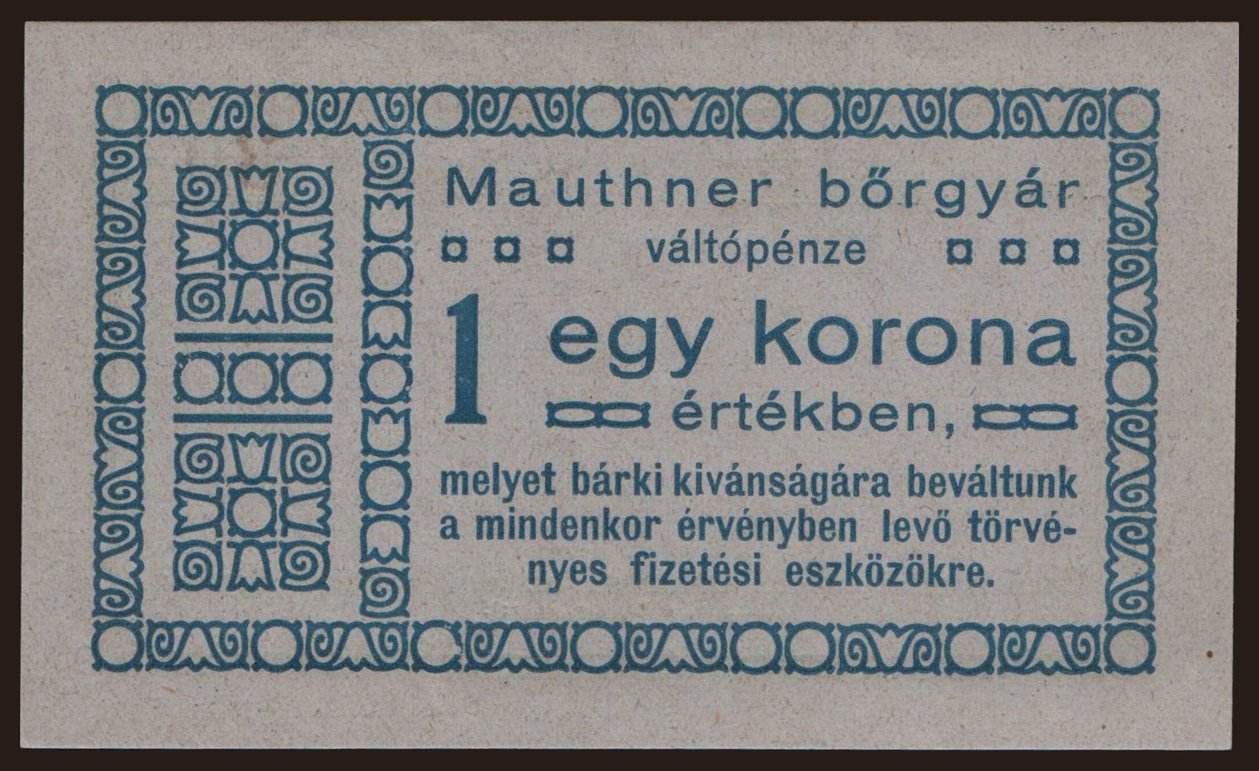 Mauthner bőrgyár
váltópénze
1 egy korona
értékben,
melyet bárki kivánságára beváltunk
a mindenkor érvényben levő törvé-
nyes fizetési eszközökre.